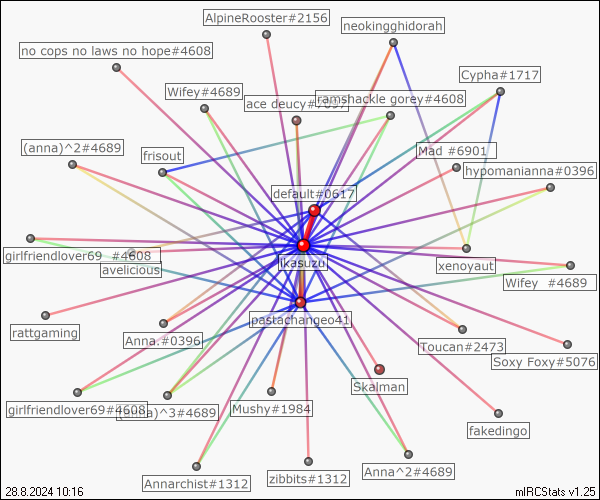 AlpineRooster#2156
neokingghidorah
no cops no laws no hope#4608
Cypha#1717
Wifey#4689
ace deucy#7097
ramshackle gorey#4608
(anna)^2#4689
frisout
Mad #6901
hypomanianna#0396
default#0617
girlfriendlover69 #4608
ikasuzu
avelicious
xenoyaut
Wifey #4689
pastachangeo41
rattgaming
Anna.#0396
Toucan#2473
Soxy Foxy#5076
Skalman
girlfriendlover69#4608
(anna)^3#4689
Mushy#1984
fakedingo
Annarchist#1312
zibbits#1312
Anna^2#4689
28.8.2024 10:16
mIRCStats v1.25